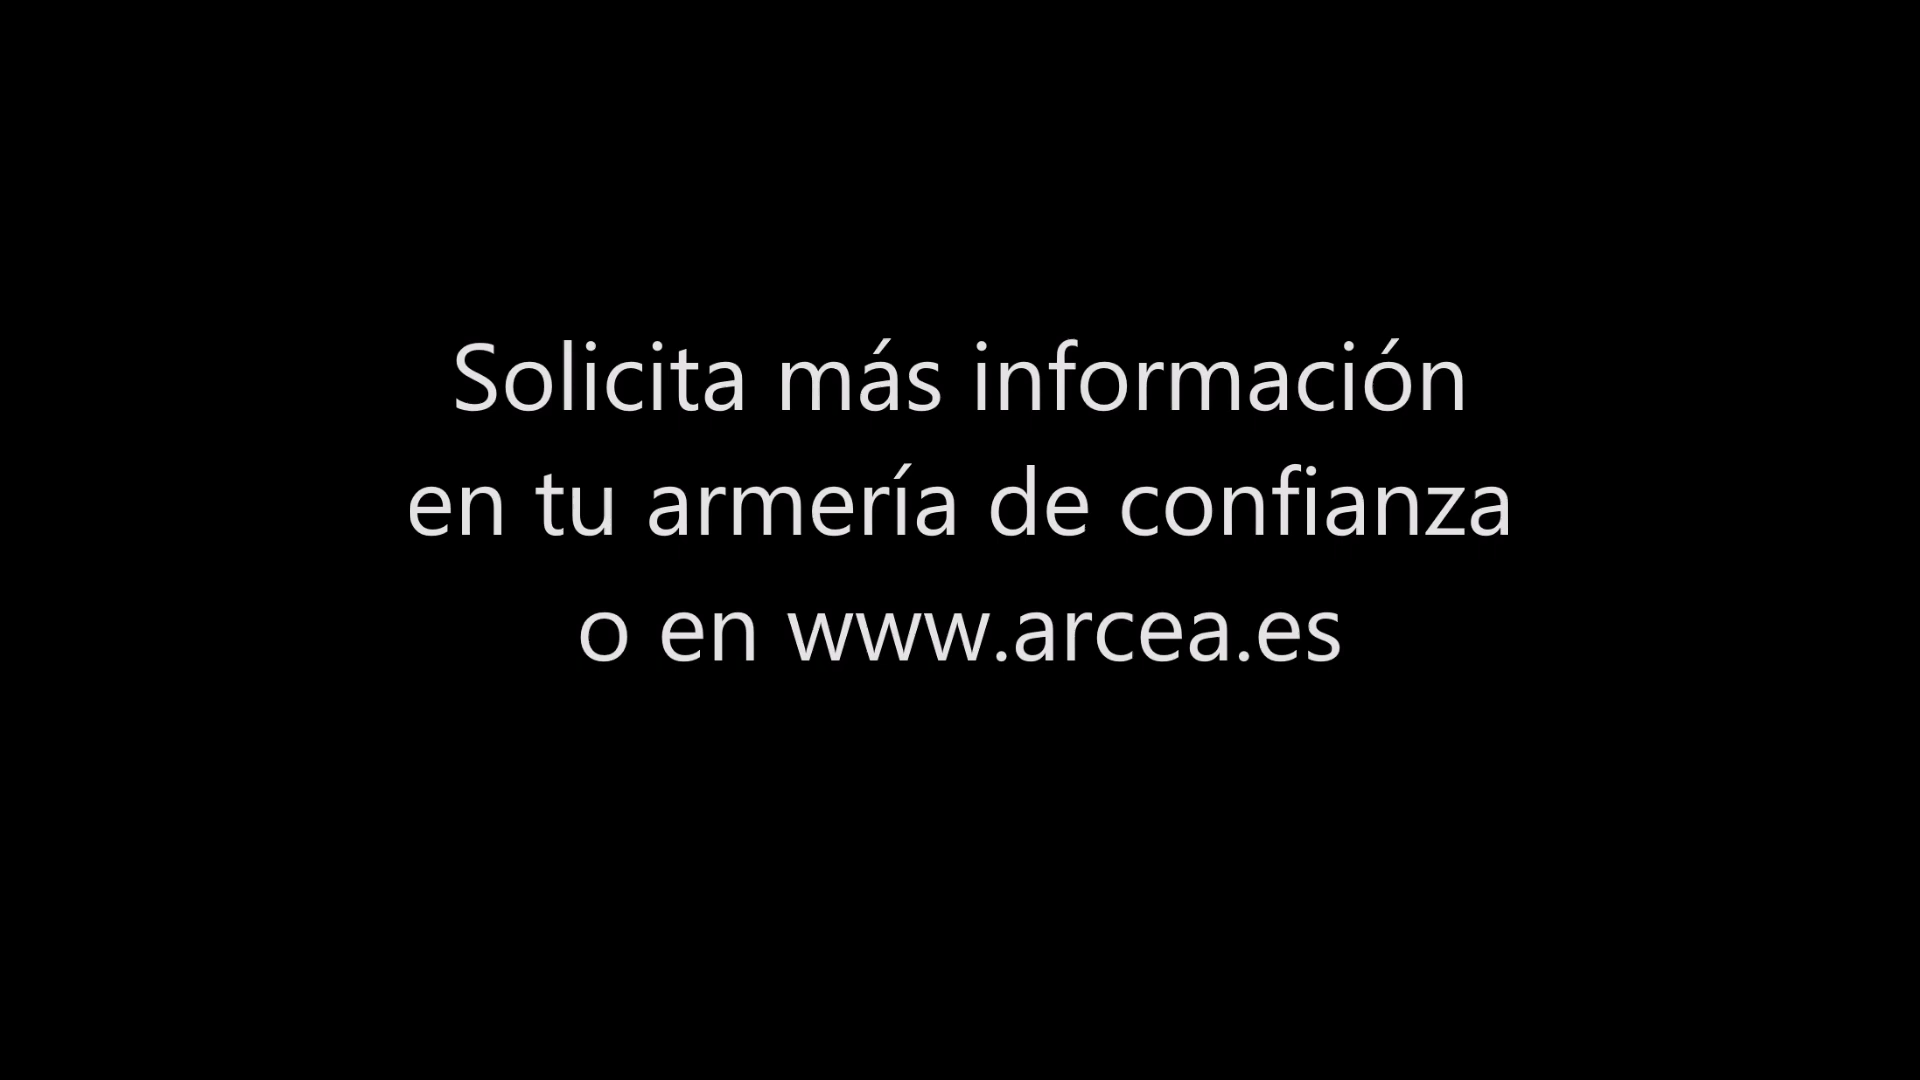 Solicita más información
en tu armería de confianza
o en www.arcea.es